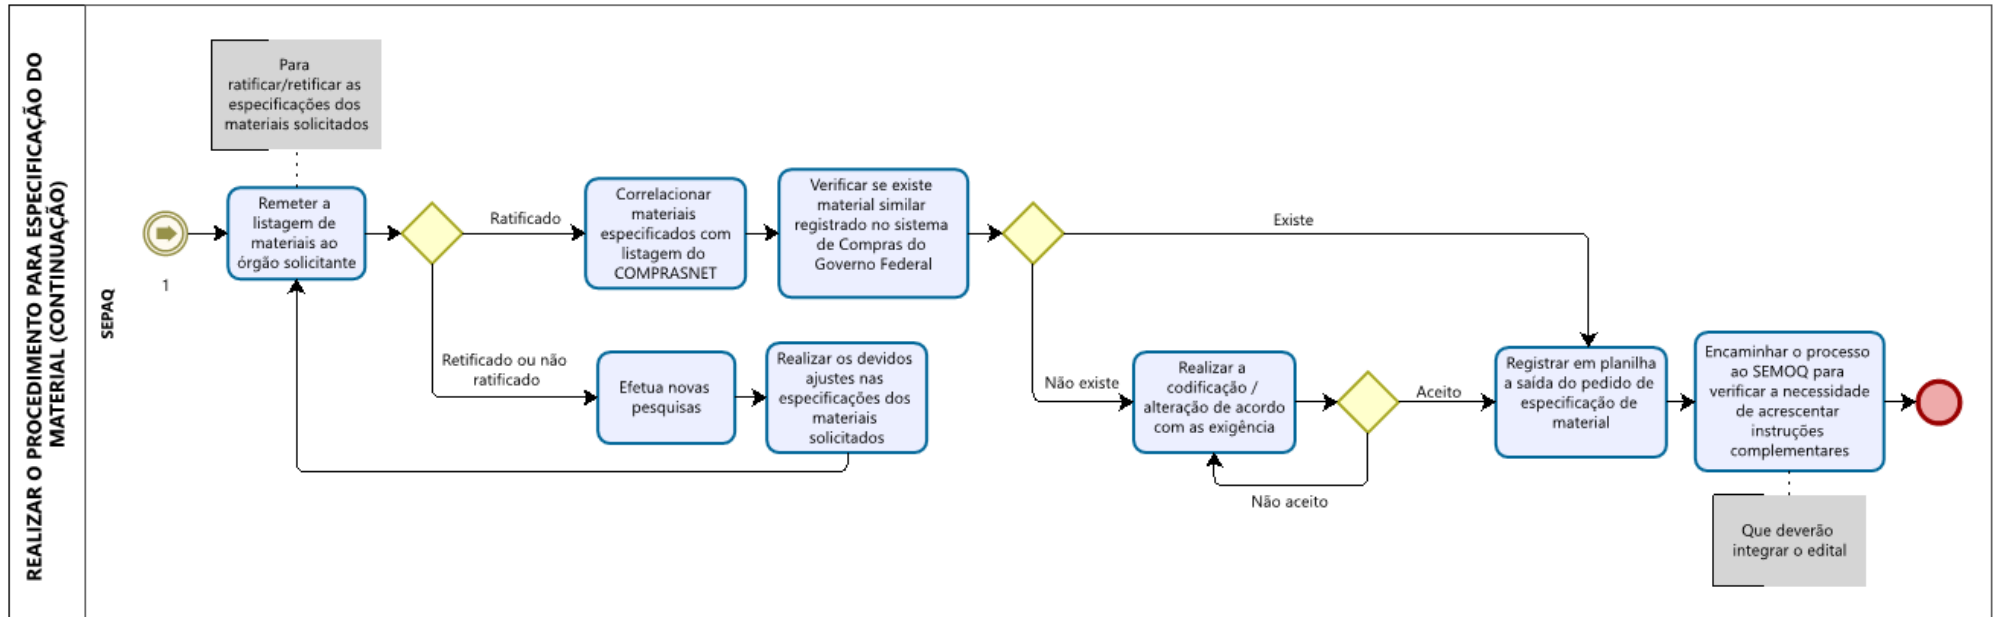 REALIZAR O PROCEDIMENTO PARA ESPECIFICAÇÃO DO
MATERIAL (CONTINUAÇÃO)
SEPAQ
1
Para
ratificar/retificar as
especificações dos
materiais solicitados
Remeter a
listagem de
materiais ao
órgão solicitante
Ratificado
Correlacionar
materiais
especificados com
listagem do
COMPRASNET
Verificar se existe
material similar
registrado no sistema
de Compras do
Governo Federal
Existe
Retificado ou não
ratificado
Efetua novas
pesquisas
Realizar os devidos
ajustes nas
especificações dos
materiais
solicitados
Não existe
Realizar a
codificação /
alteração de acordo
com as exigência
Aceito
Não aceito
Registrar em planilha
a saída do pedido de
especificação de
material
Encaminhar o processo
ao SEMOQ para
verificar a necessidade
de acrescentar
instruções
complementares
Que deverão
integrar o edital